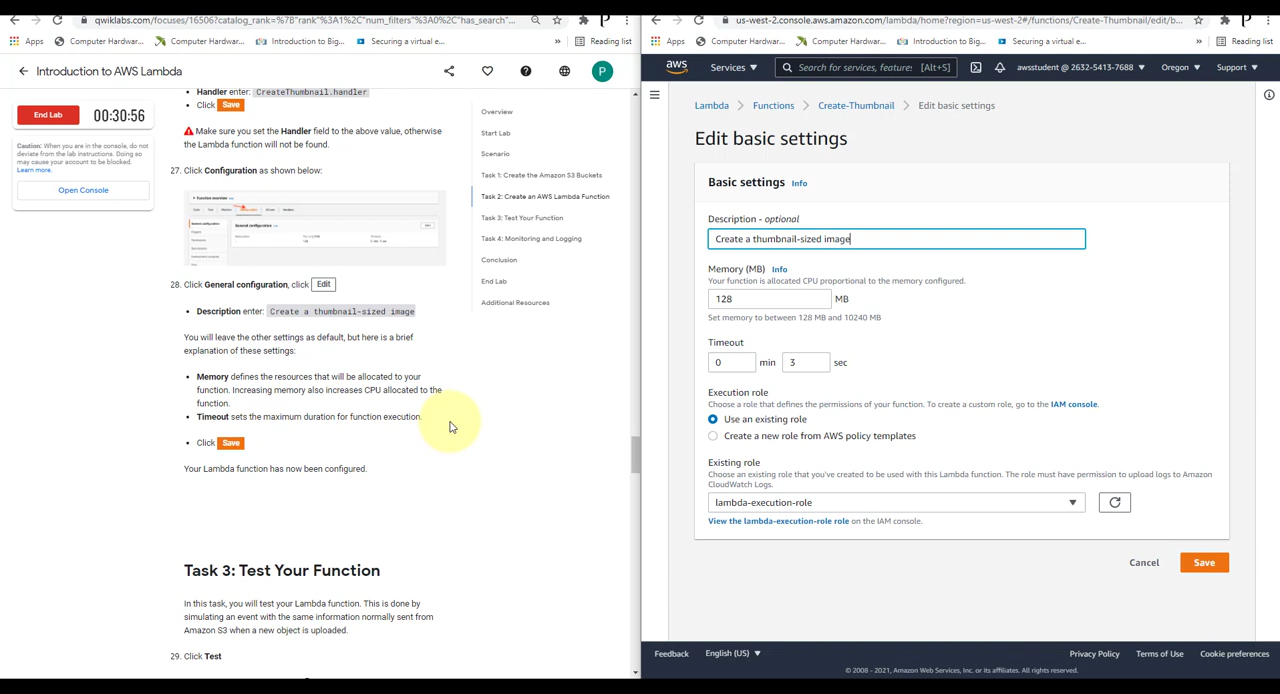 qwiklabs.com/focuses/16506?catalog_rank=%7B"rank"%3A1%2C"num_filters"%3A0%2C"has_search"...
Apps Computer Hardwar... Computer Hardwar... Introduction to Big... Securing a virtual e... » Reading list
Introduction to AWS Lambda
P
End Lab 00:30:56
Caution: When you are in the console, do not
deviate from the lab instructions. Doing so
may cause your account to be blocked.
Learn more.
Open Console
Handler enter: CreateThumbnail.handler
Click Save
Make sure you set the Handler field to the above value, otherwise
the Lambda function will not be found.
27. Click Configuration as shown below:
Function overview
General configuration
28. Click General configuration, click Edit
Description enter: Create a thumbnail-sized image
You will leave the other settings as default, but here is a brief
explanation of these settings:
Memory defines the resources that will be allocated to your
function. Increasing memory also increases CPU allocated to the
function.
Timeout sets the maximum duration for function execution.
Click Save
Your Lambda function has now been configured.
Task 3: Test Your Function
In this task, you will test your Lambda function. This is done by
simulating an event with the same information normally sent from
Amazon S3 when a new object is uploaded.
29. Click Test
Overview
Start Lab
Scenario
Task 1: Create the Amazon S3 Buckets
Task 2: Create an AWS Lambda Function
Task 3: Test Your Function
Task 4: Monitoring and Logging
Conclusion
End Lab
Additional Resources
us-west-2.console.aws.amazon.com/lambda/home?region=us-west-2#/functions/Create-Thumbnail/edit/b...
Apps Computer Hardwar... Computer Hardwar... Introduction to Big... Securing a virtual e... » Reading list
aws Services Search for services, feature: [Alt+S] awsstudent @ 2632-5413-7688 Oregon Support
Lambda Functions Create-Thumbnail Edit basic settings
Edit basic settings
Basic settings Info
Description - optional
Create a thumbnail-sized image
Memory (MB) Info
Your function is allocated CPU proportional to the memory configured.
128 MB
Set memory to between 128 MB and 10240 MB
Timeout
0 min 3 sec
Execution role
Choose a role that defines the permissions of your function. To create a custom role, go to the IAM console.
Use an existing role
Create a new role from AWS policy templates
Existing role
Choose an existing role that you've created to be used with this Lambda function. The role must have permission to upload logs to Amazon
CloudWatch Logs.
lambda-execution-role
View the lambda-execution-role role on the IAM console.
Cancel Save
Feedback English (US) Privacy Policy Terms of Use Cookie preferences
© 2008 - 2021, Amazon Web Services, Inc. or its affiliates. All rights reserved.